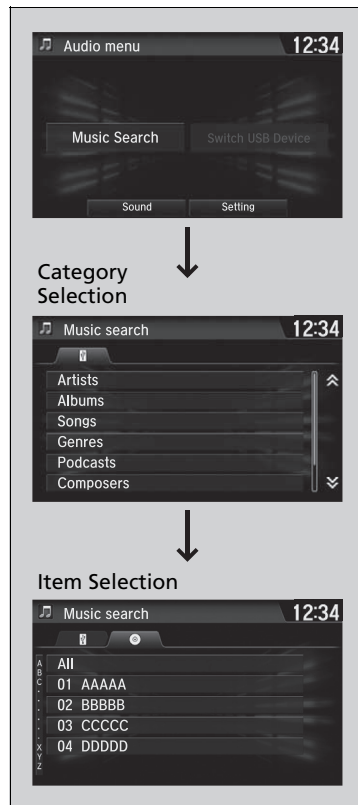 Audio menu 12:34
Music Search Switch USB Device
Sound Setting
Category
Selection
Music search 12:34
Artists
Albums
Songs
Genres
Podcasts
Composers
Item Selection
Music search 12:34
A
B
C
All
01 AAAAA
02 BBBBB
03 CCCCC
04 DDDDD
X
Y
Z